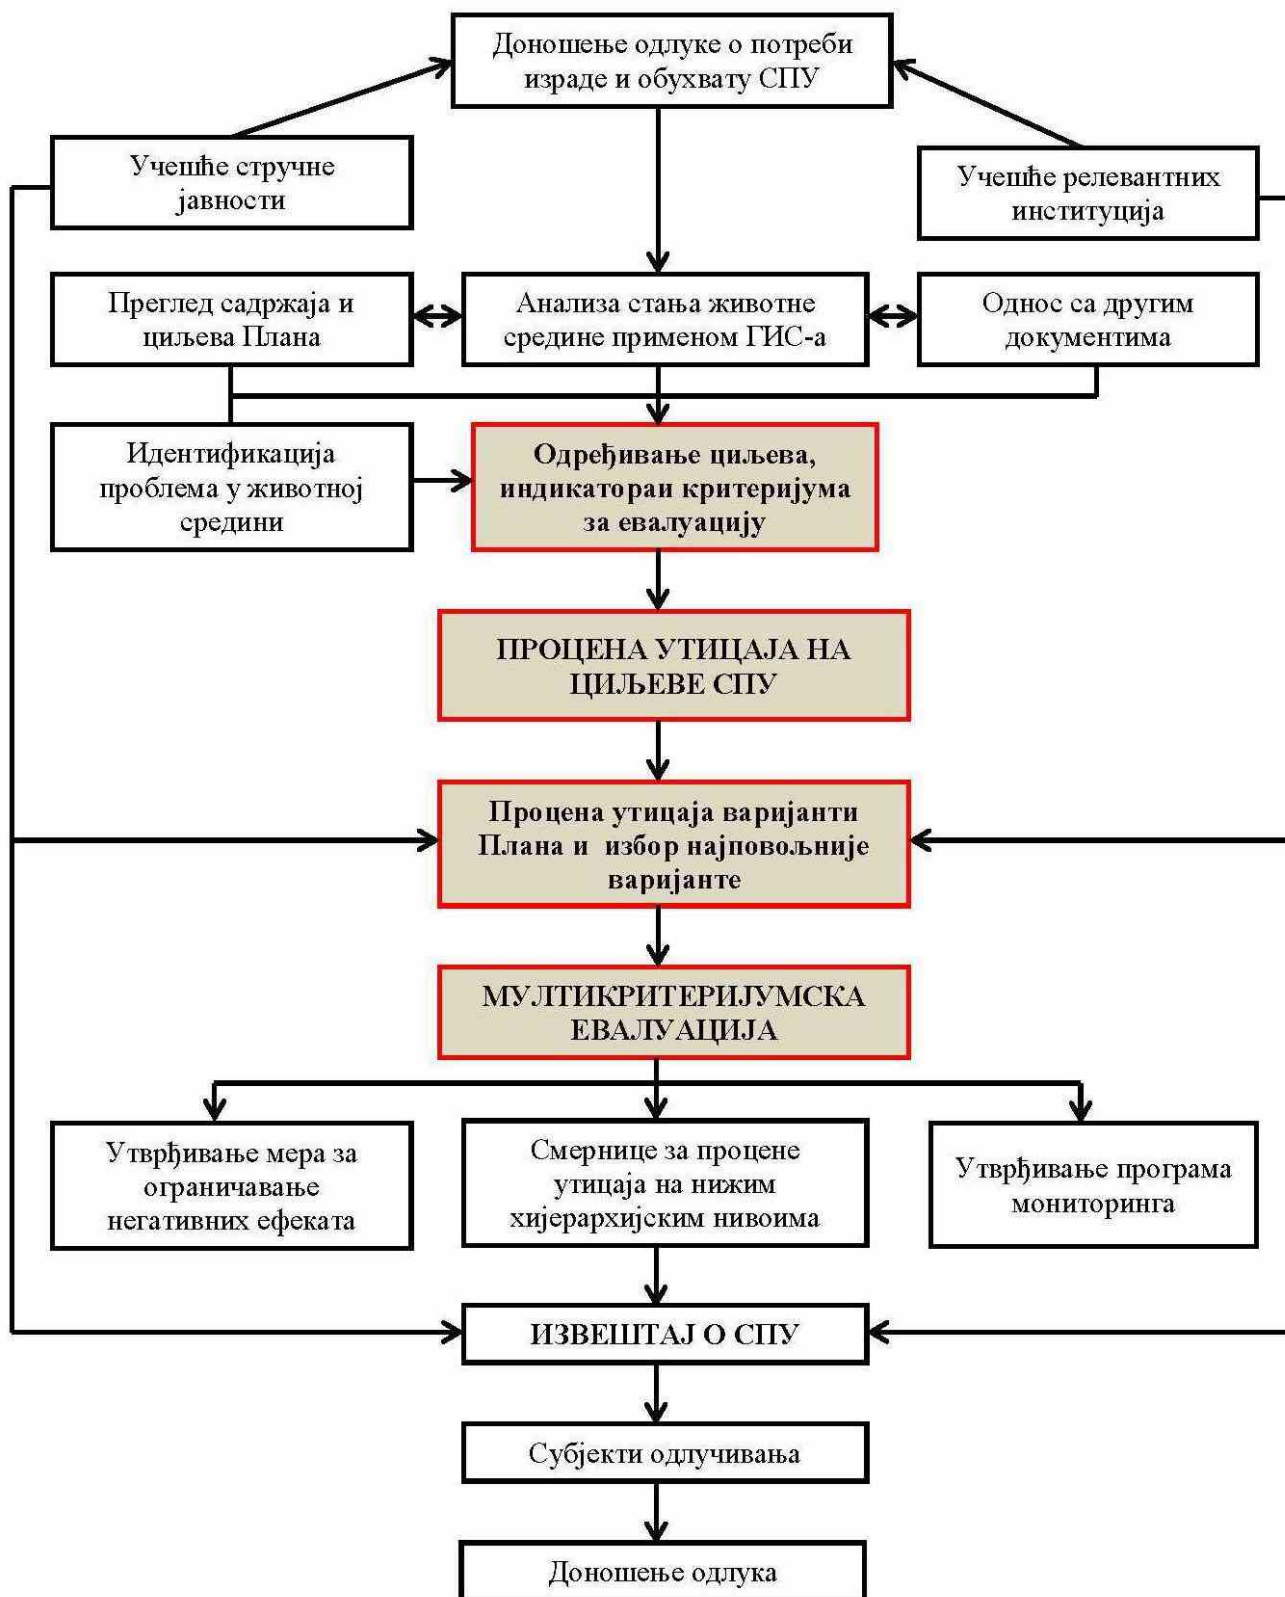 Доношење одлуке о потреби
израде и обухвату СПУ
Учешће стручне
јавности
Учешће релевантних
институција
Преглед садржаја и
циљева Плана
Анализа стања животне
средине применом ГИС-а
Однос са другим
документима
Идентификација
проблема у животној
средини
Одређивање циљева,
индикатораи критеријума
за евалуацију
ПРОЦЕНА УТИЦАЈА НА
ЦИЉЕВЕ СПУ
Процена утицаја варијанти
Плана и избор најповољније
варијанте
МУЛТИКРИТЕРИЈУМСКА
ЕВАЛУАЦИЈА
Утврђивање мера за
ограничавање
негативних ефеката
Смернице за процене
утицаја на нижим
хијерархијским нивоима
Утврђивање програма
мониторинга
ИЗВЕШТАЈ О СПУ
Субјекти одлучивања
Доношење одлука